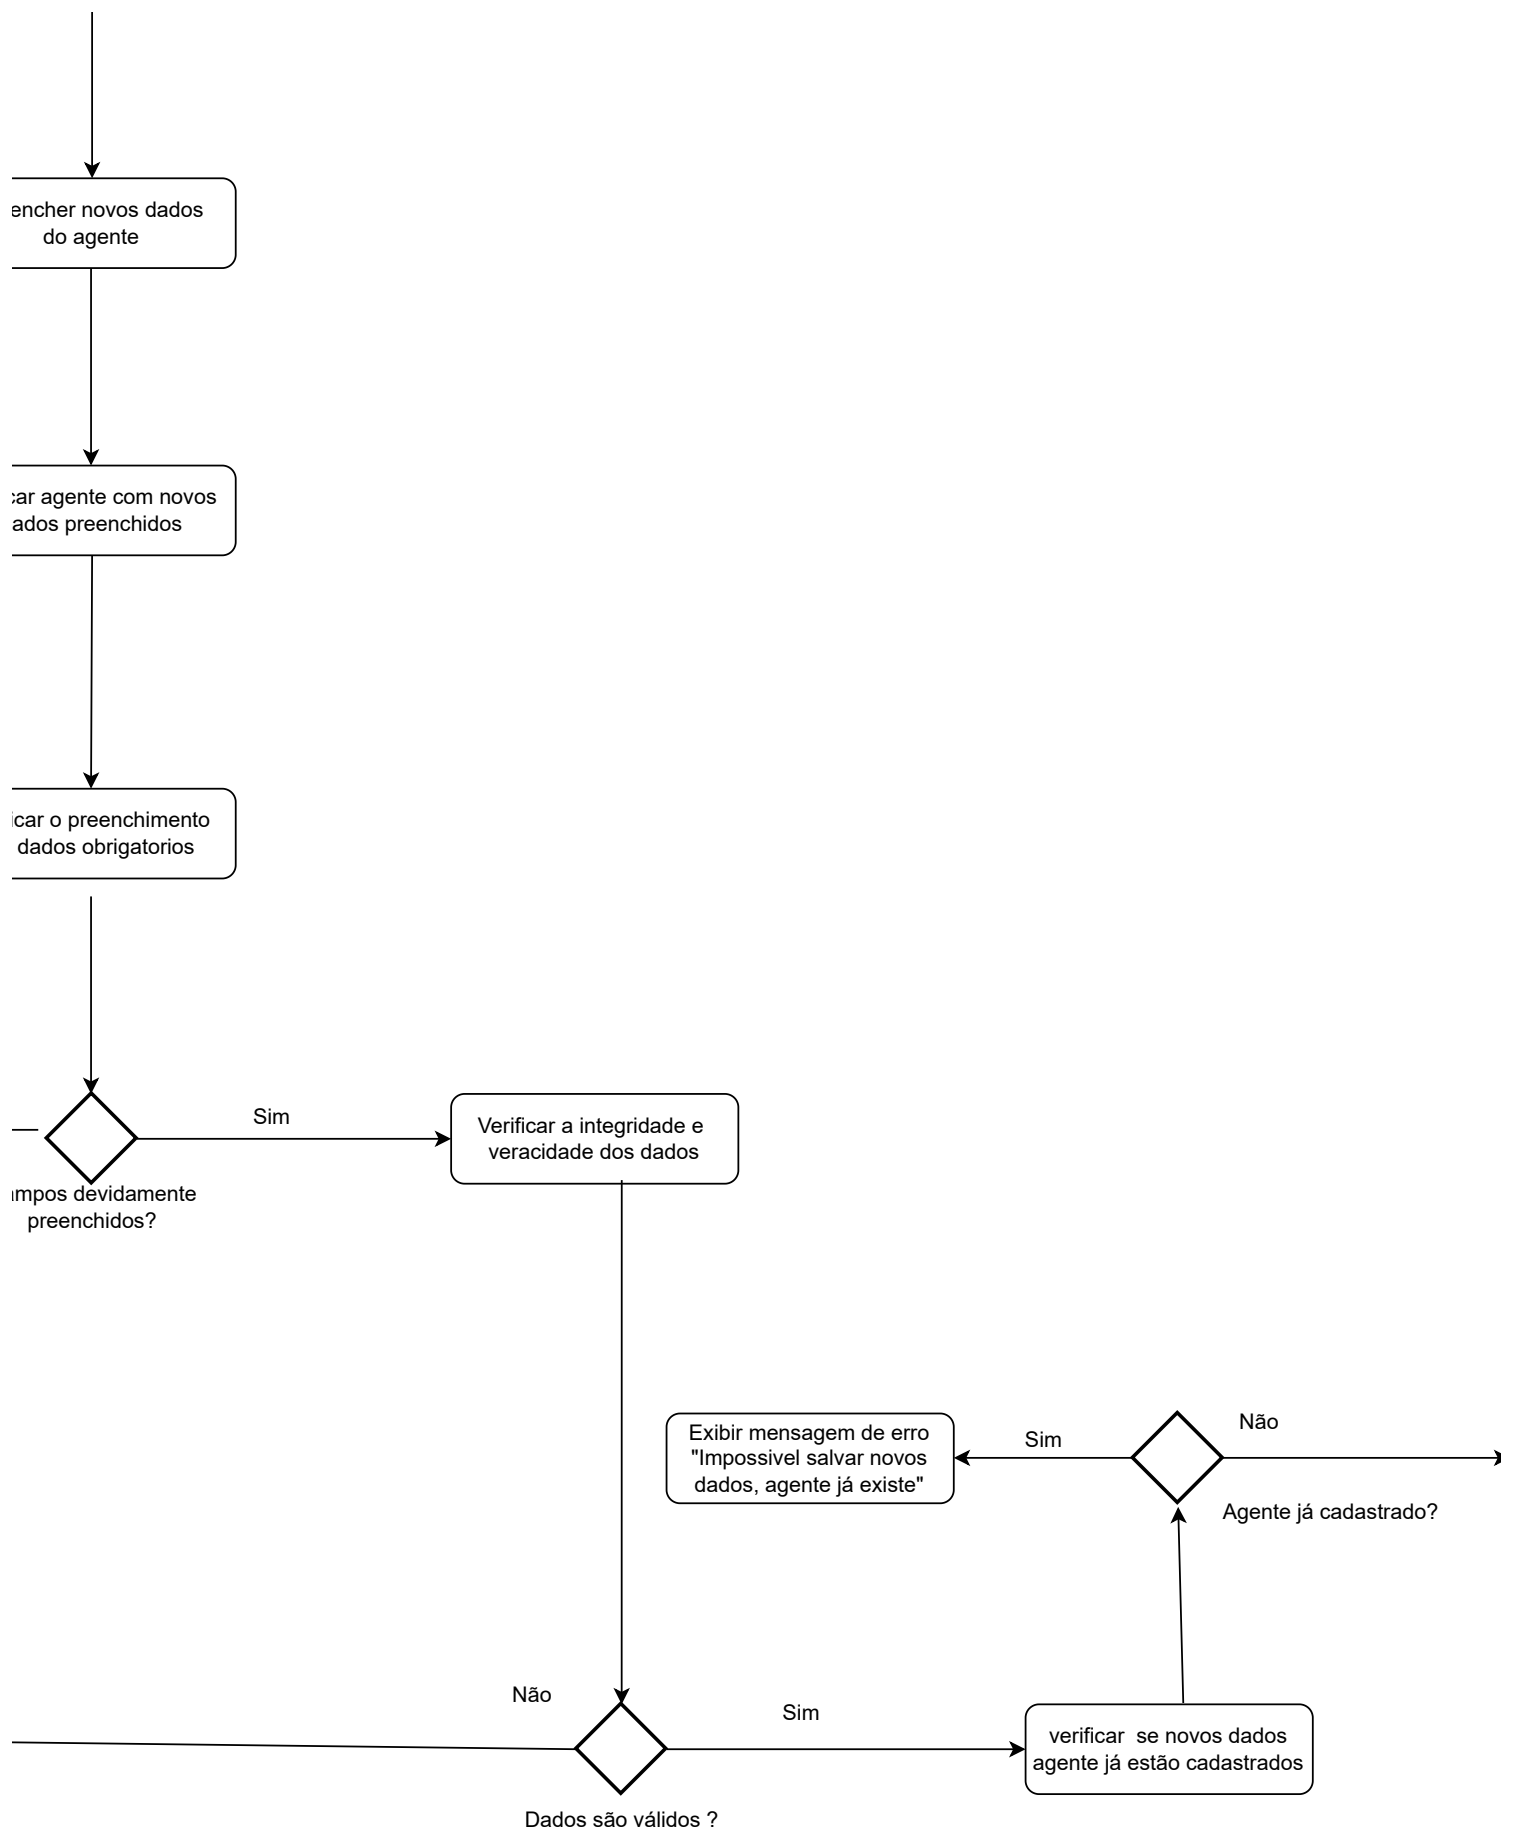 encher novos dados
do agente
car agente com novos
ados preenchidos
icar o preenchimento
dados obrigatorios
Sim
Verificar a integridade e
veracidade dos dados
ampos devidamente
preenchidos?
Exibir mensagem de erro
"Impossivel salvar novos
dados, agente já existe"
Sim
Não
Agente já cadastrado?
Não
Sim
verificar  se novos dados
agente já estão cadastrados
Dados são válidos ?